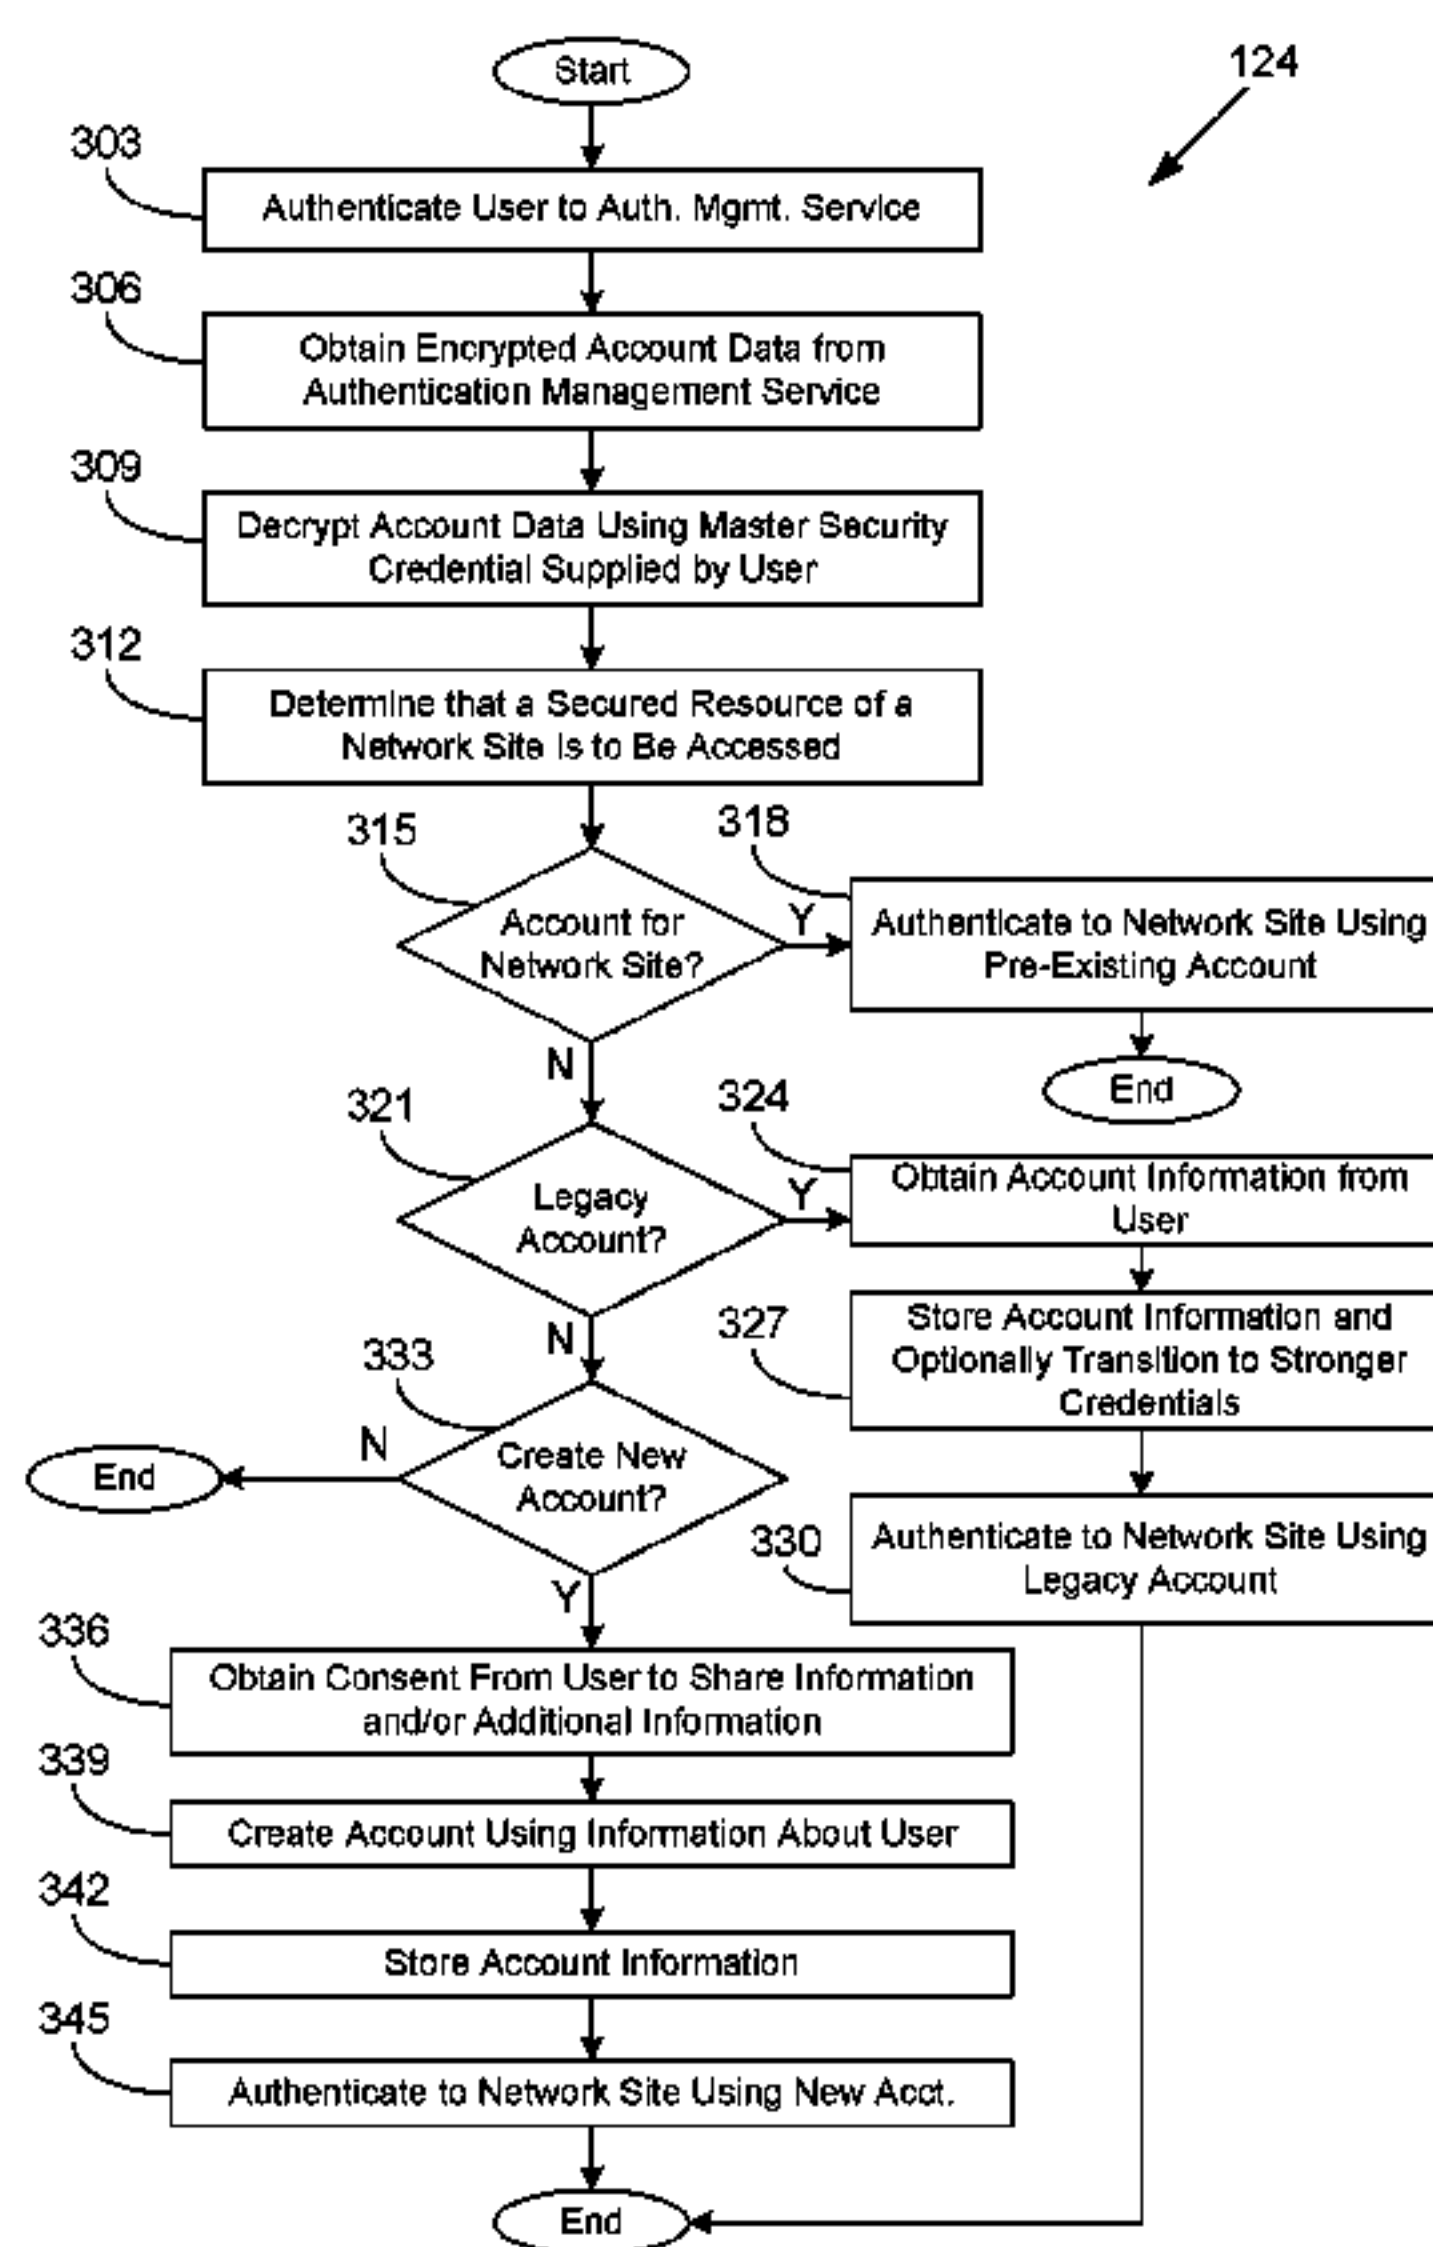 Start
124
303
Authenticate User to Auth. Mgmt. Service
306
Obtain Encrypted Account Data from
Authentication Management Service
309
Decrypt Account Data Using Master Security
Credential Supplied by User
312
Determine that a Secured Resource of a
Network Site Is to Be Accessed
315
Account for
Network Site?
Y
318
Authenticate to Network Site Using
Pre-Existing Account
End
N
321
Legacy
Account?
Y
324
Obtain Account Information from
User
327
Store Account Information and
Optionally Transition to Stronger
Credentials
330
Authenticate to Network Site Using
Legacy Account
N
333
Create New
Account?
N
End
Y
336
Obtain Consent From User to Share Information
and/or Additional Information
339
Create Account Using Information About User
342
Store Account Information
345
Authenticate to Network Site Using New Acct.
End